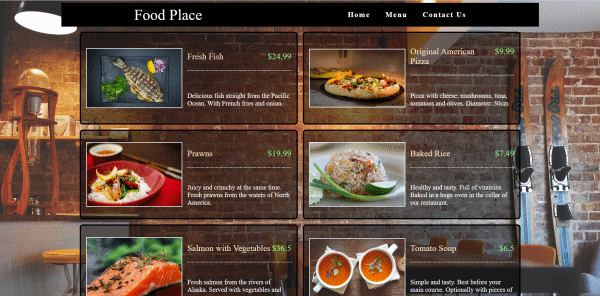 Food Place
Home Menu Contact Us
Fresh Fish $24.99
Delicious fish straight from the Pacific
Ocean. With French fries and onion.
Original American $9.99
Pizza
Pizza with cheese, mushrooms, tuna,
tomatoes and olives. Diameter: 50cm
Prawns $19.99
Juicy and crunchy at the same time.
Fresh prawns from the waters of North
America.
Baked Rice $7.49
Healthy and tasty. Full of vitamins.
Baked in a huge oven in the cellar of
our restaurant.
Salmon with Vegetables $36.5
Fresh salmon from the rivers of
Alaska. Served with vegetables and
Tomato Soup $6.5
Simple and tasty. Best before your
main course. Optionally with pieces of